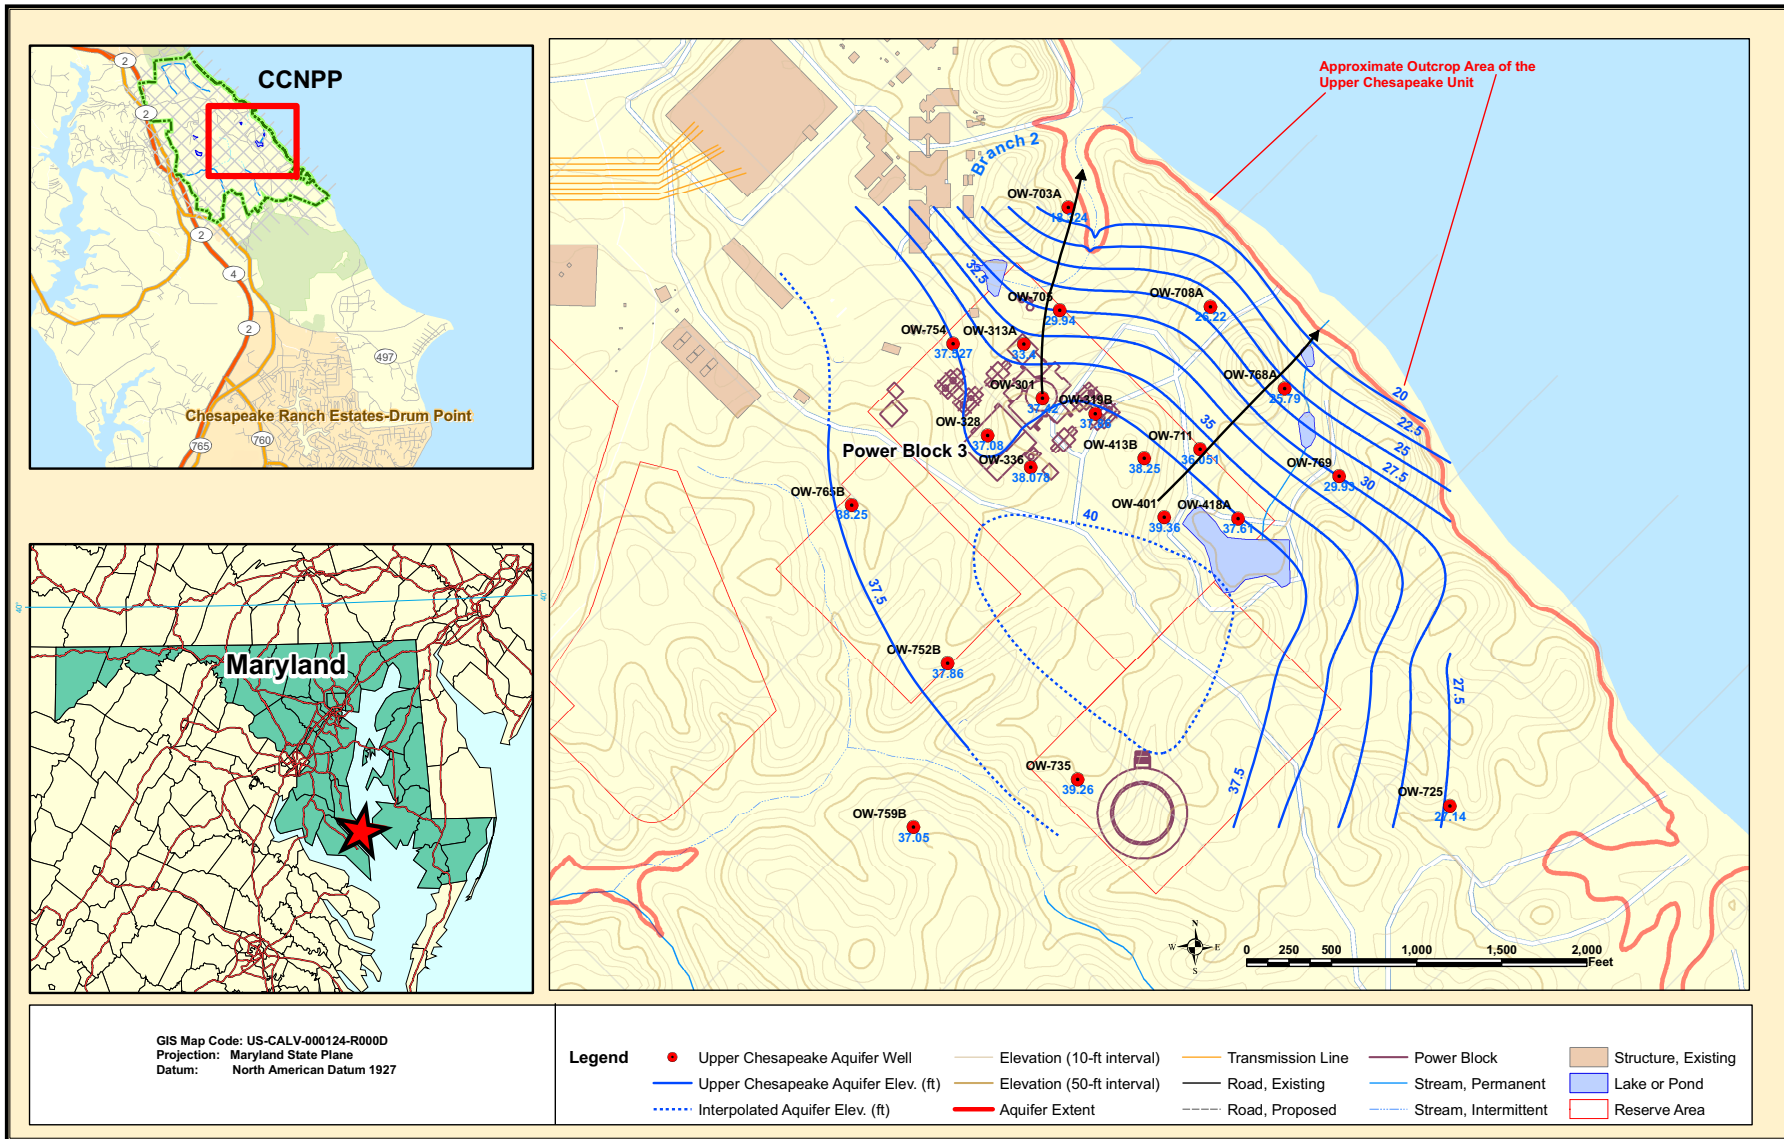 CCNPP
2
2
2
4
2
497
Chesapeake Ranch Estates-Drum Point
765
760
40°
40°
Maryland
Approximate Outcrop Area of the
Upper Chesapeake Unit
Branch 2
OW-703A
OW-705
29.94
OW-708A
26.22
32.5
OW-754
37.527
OW-313A
33.4
OW-301
OW-319B
OW-768A
25.79
20
22.5
25
27.5
30
35
OW-328
37.08
Power Block 3
OW-336
38.078
OW-413B
38.25
OW-711
36.051
OW-769
29.93
OW-765B
38.25
OW-401
39.36
OW-418A
37.61
40
37.5
OW-752B
37.86
27.5
OW-735
39.26
37.5
OW-725
27.14
OW-759B
37.05
N
W
E
S
0 250 500 1,000 1,500 2,000
Feet
GIS Map Code: US-CALV-000124-R000D
Projection: Maryland State Plane
Datum: North American Datum 1927
Legend
Upper Chesapeake Aquifer Well
Upper Chesapeake Aquifer Elev. (ft)
Interpolated Aquifer Elev. (ft)
Elevation (10-ft interval)
Elevation (50-ft interval)
Aquifer Extent
Transmission Line
Road, Existing
Road, Proposed
Power Block
Stream, Permanent
Stream, Intermittent
Structure, Existing
Lake or Pond
Reserve Area